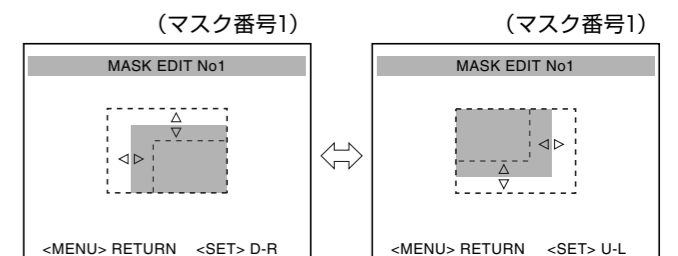 （マスク番号1）
MASK EDIT No1
<MENU> RETURN <SET> D-R
（マスク番号1）
MASK EDIT No1
<MENU> RETURN <SET> U-L